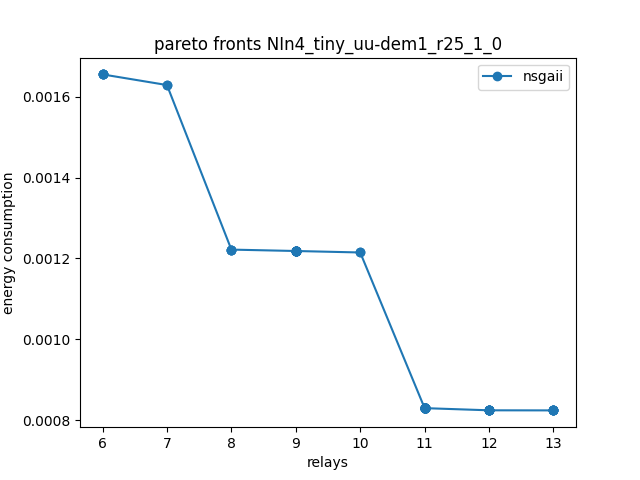 pareto fronts NIn4_tiny_uu-dem1_r25_1_0
nsgaii
energy consumption
0.0016
0.0014
0.0012
0.0010
0.0008
6 7 8 9 10 11 12 13
relays